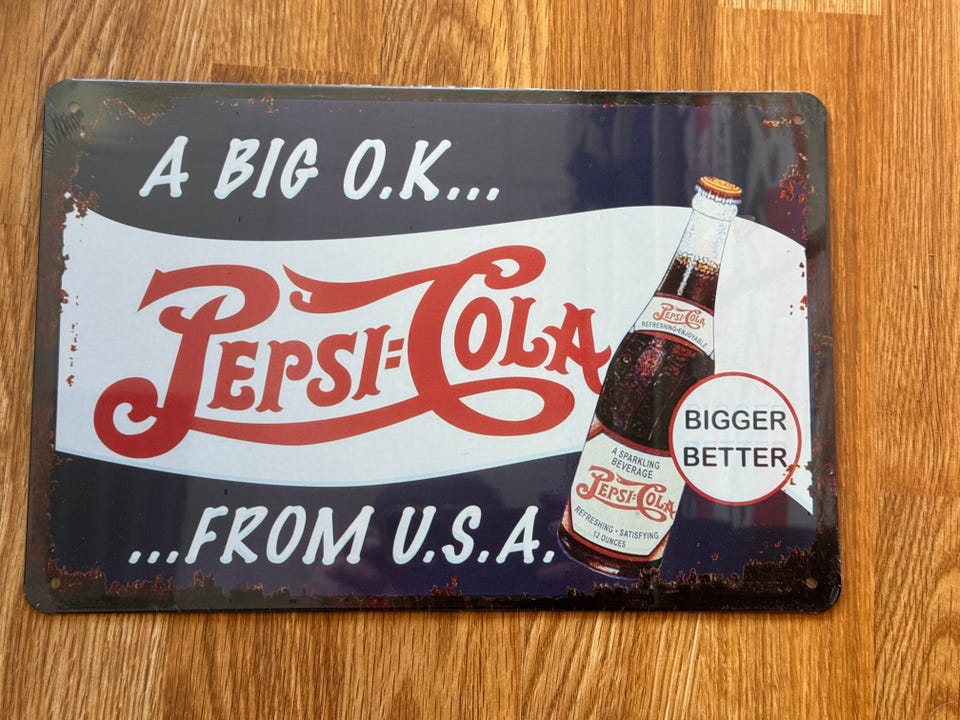 A BIG O.K...
PEPSI=COLA
PEPSI=COLA
REFRESHING-ENJOYABLE
BIGGER
BETTER
A SPARKLING
BEVERAGE
PEPSI=COLA
REFRESHING • SATISFYING
12 OUNCES
...FROM U.S.A.